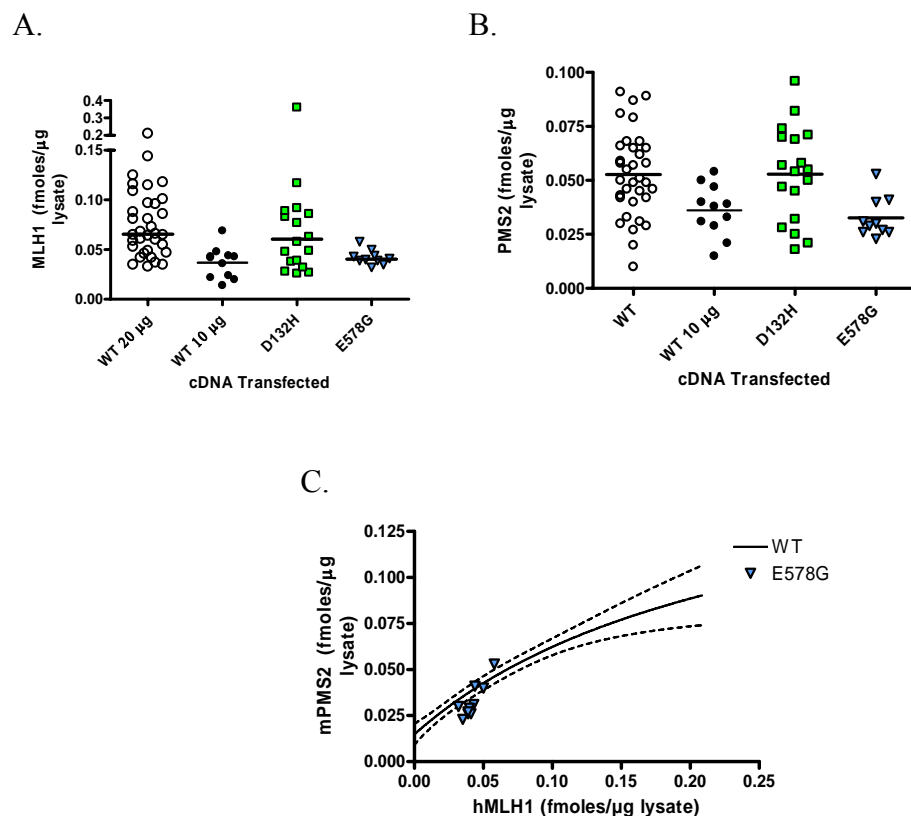 A.
MLH1 (fmoles/µg
lysate)
0.4
0.3
0.2
0.15
0.10
0.05
0.00
WT 20 µg
WT 10 µg
D132H
E578G
cDNA Transfected
B.
PMS2 (fmoles/µg
lysate)
0.100
0.075
0.050
0.025
0.000
WT
WT 10 µg
D132H
E578G
cDNA Transfected
C.
mPMS2 (fmoles/µg
lysate)
0.125
0.100
0.075
0.050
0.025
0.000
0.00 0.05 0.10 0.15 0.20 0.25
hMLH1 (fmoles/µg lysate)
WT
E578G